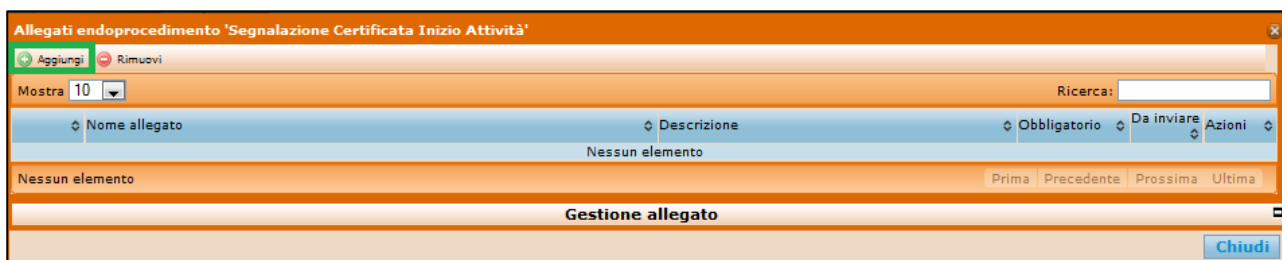 Allegati endoprocedimento 'Segnalazione Certificata Inizio Attività'
Aggiungi Rimuovi
Mostra 10 Ricerca:
Nome allegato Descrizione Obbligatorio Da inviare Azioni
Nessun elemento
Nessun elemento Prima Precedente Prossima Ultima
Gestione allegato
Chiudi